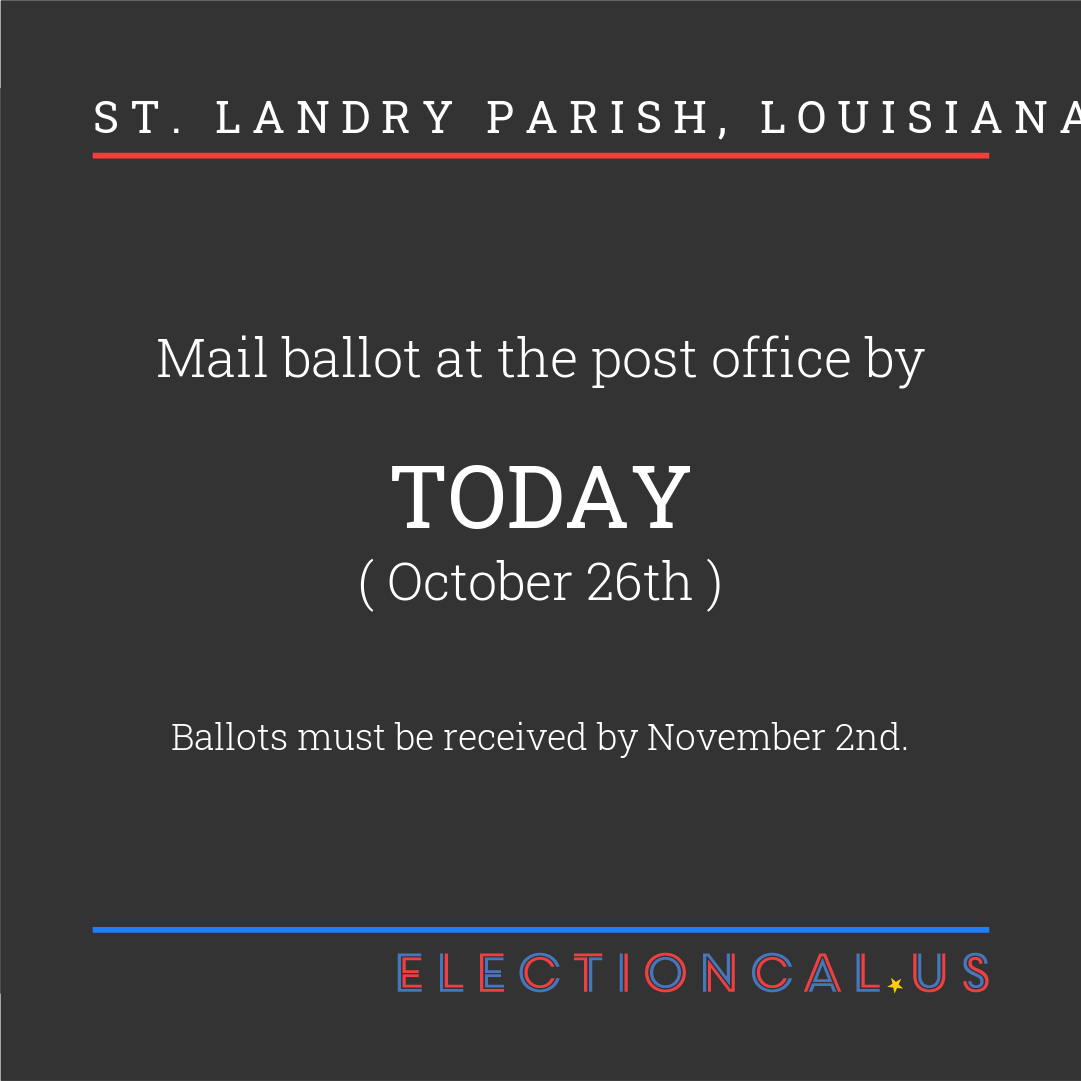 ST. LANDRY PARISH, LOUISIANA
Mail ballot at the post office by
TODAY
( October 26th )
Ballots must be received by November 2nd.
ELECTIONCAL.US